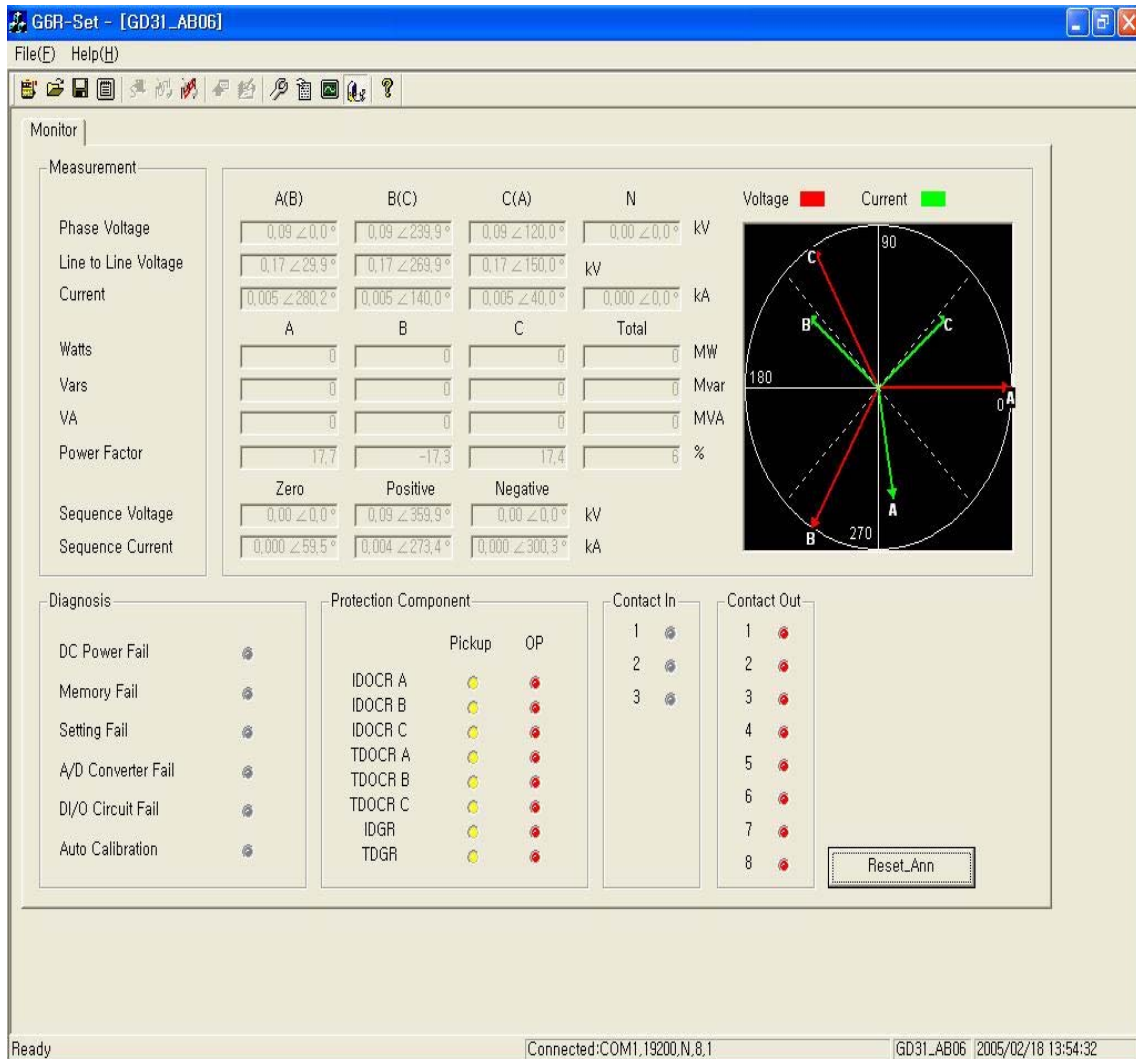 G6R-Set - [GD31_AB06]
File(F) Help(H)
Monitor
Measurement
A(B) B(C) C(A) N
Phase Voltage 0,09 ∠0,0° 0,09 ∠239,9° 0,09 ∠120,0° 0,00 ∠0,0° kV
Line to Line Voltage 0,17 ∠29,9° 0,17 ∠269,9° 0,17 ∠150,0° kV
Current 0,005 ∠280,2° 0,005 ∠140,0° 0,005 ∠40,0° 0,000 ∠0,0° kA
A B C Total
Watts 0 0 0 0 MW
Vars 0 0 0 0 Mvar
VA 0 0 0 0 MVA
Power Factor 17,7 -17,3 17,4 6 %
Zero Positive Negative
Sequence Voltage 0,00 ∠0,0° 0,09 ∠359,9° 0,00 ∠0,0° kV
Sequence Current 0,000 ∠59,5° 0,004 ∠273,4° 0,000 ∠300,3° kA
Voltage Current
90
C
B C
180
0 A
A
B 270
Diagnosis
DC Power Fail
Memory Fail
Setting Fail
A/D Converter Fail
DI/O Circuit Fail
Auto Calibration
Protection Component
Pickup OP
IDOCR A
IDOCR B
IDOCR C
TDOCR A
TDOCR B
TDOCR C
IDGR
TDGR
Contact In
1
2
3
Contact Out
1
2
3
4
5
6
7
8
Reset_Ann
Ready Connected:COM1,19200,N,8,1 GD31_AB06 2005/02/18 13:54:32